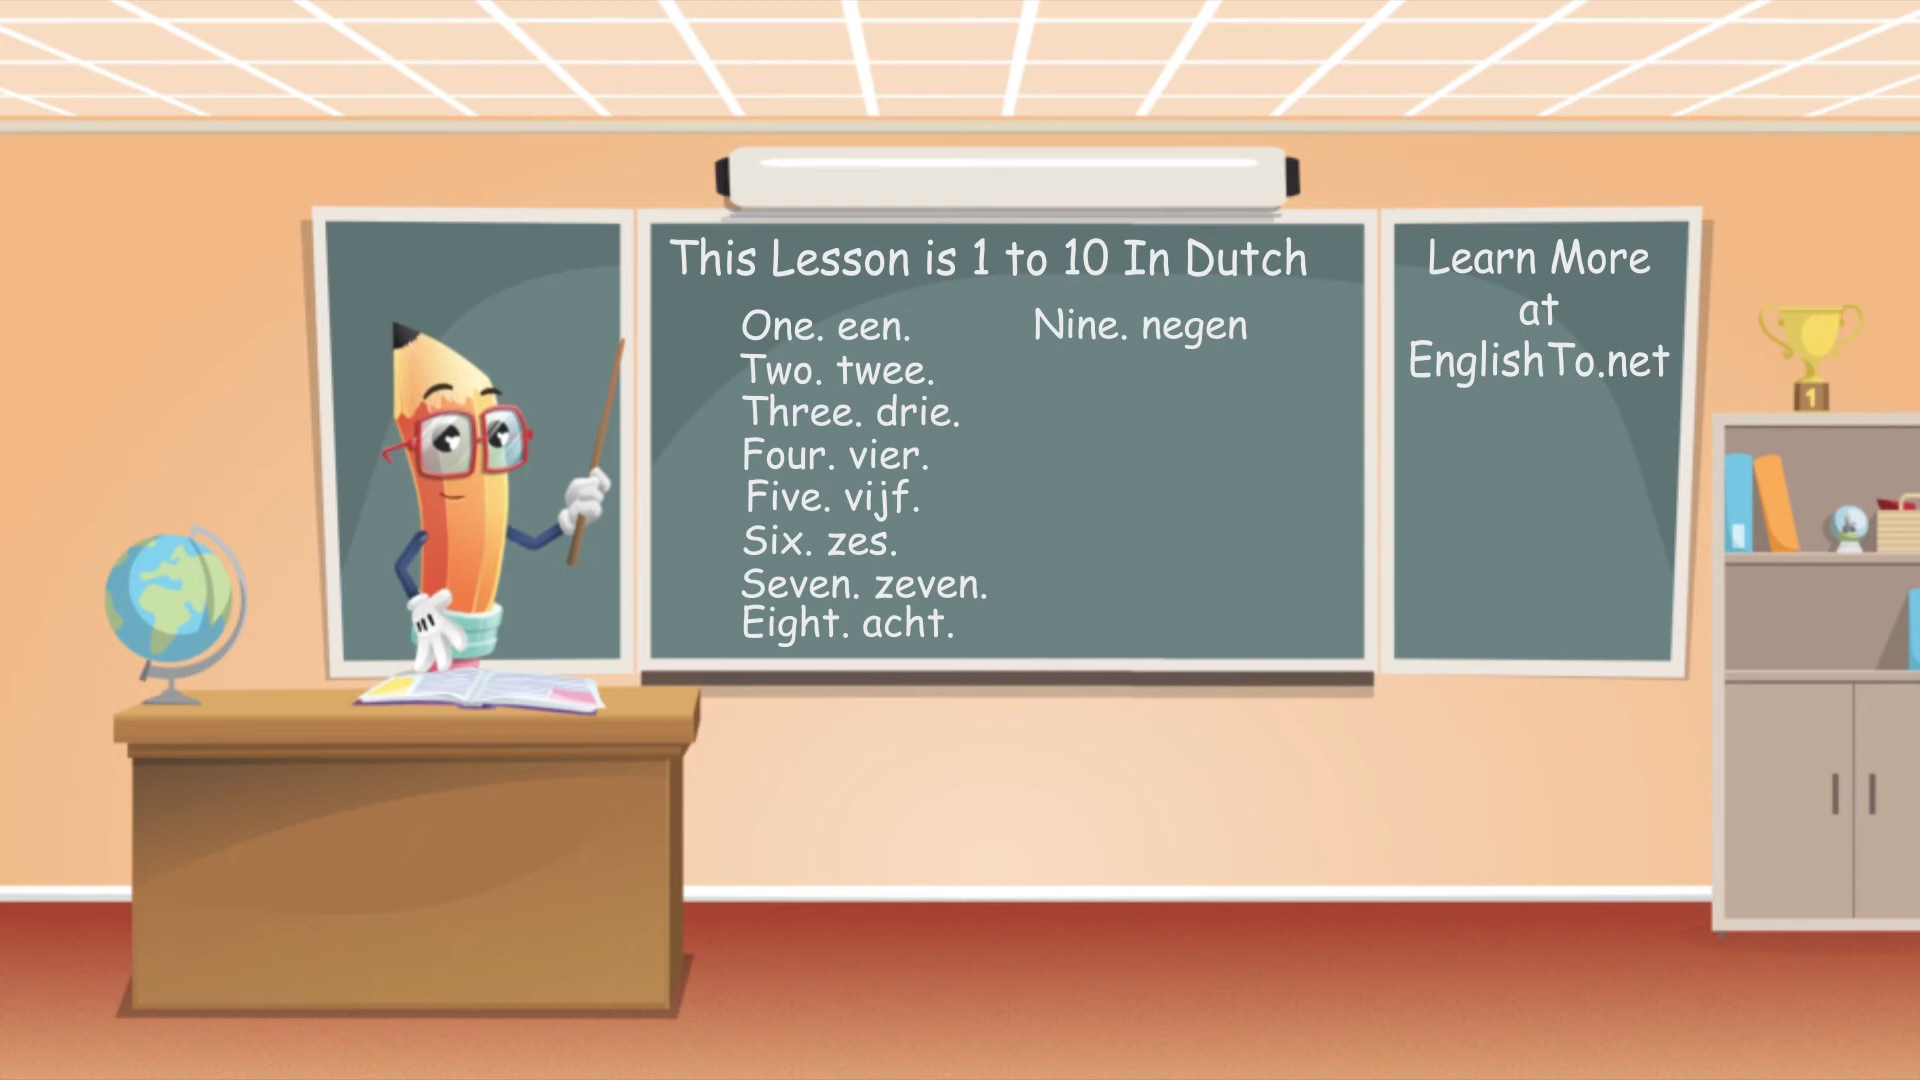 This Lesson is 1 to 10 In Dutch
One. een.
Two. twee.
Three. drie.
Four. vier.
Five. vijf.
Six. zes.
Seven. zeven.
Eight. acht.
Nine. negen
Learn More
at
EnglishTo.net
1